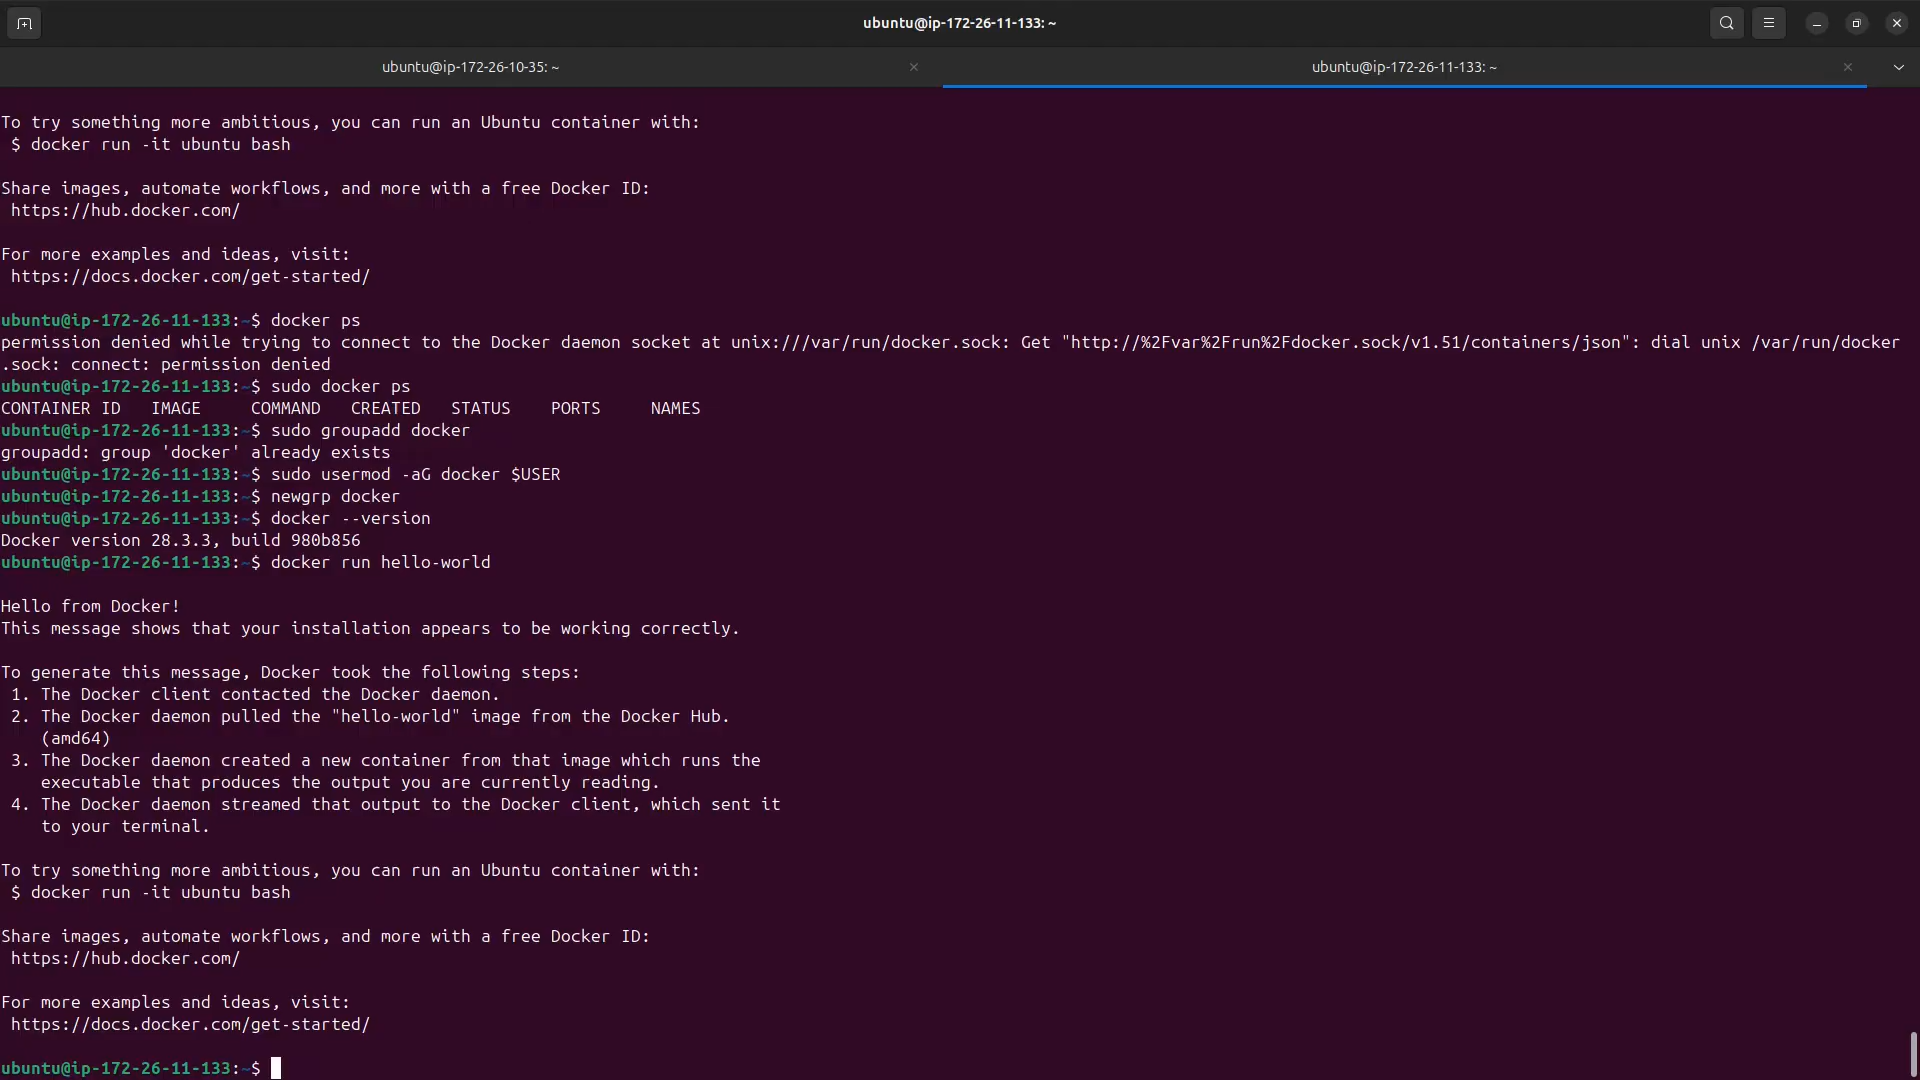 ubuntu@ip-172-26-11-133: ~
ubuntu@ip-172-26-10-35: ~
ubuntu@ip-172-26-11-133: ~
To try something more ambitious, you can run an Ubuntu container with:
 $ docker run -it ubuntu bash
Share images, automate workflows, and more with a free Docker ID:
 https://hub.docker.com/
For more examples and ideas, visit:
 https://docs.docker.com/get-started/
ubuntu@ip-172-26-11-133:~$ docker ps
permission denied while trying to connect to the Docker daemon socket at unix:///var/run/docker.sock: Get "http://%2Fvar%2Frun%2Fdocker.sock/v1.51/containers/json": dial unix /var/run/docker
.sock: connect: permission denied
ubuntu@ip-172-26-11-133:~$ sudo docker ps
CONTAINER ID   IMAGE     COMMAND   CREATED   STATUS    PORTS     NAMES
ubuntu@ip-172-26-11-133:~$ sudo groupadd docker
groupadd: group 'docker' already exists
ubuntu@ip-172-26-11-133:~$ sudo usermod -aG docker $USER
ubuntu@ip-172-26-11-133:~$ newgrp docker
ubuntu@ip-172-26-11-133:~$ docker --version
Docker version 28.3.3, build 980b856
ubuntu@ip-172-26-11-133:~$ docker run hello-world
Hello from Docker!
This message shows that your installation appears to be working correctly.
To generate this message, Docker took the following steps:
 1. The Docker client contacted the Docker daemon.
 2. The Docker daemon pulled the "hello-world" image from the Docker Hub.
    (amd64)
 3. The Docker daemon created a new container from that image which runs the
    executable that produces the output you are currently reading.
 4. The Docker daemon streamed that output to the Docker client, which sent it
    to your terminal.
To try something more ambitious, you can run an Ubuntu container with:
 $ docker run -it ubuntu bash
Share images, automate workflows, and more with a free Docker ID:
 https://hub.docker.com/
For more examples and ideas, visit:
 https://docs.docker.com/get-started/
ubuntu@ip-172-26-11-133:~$